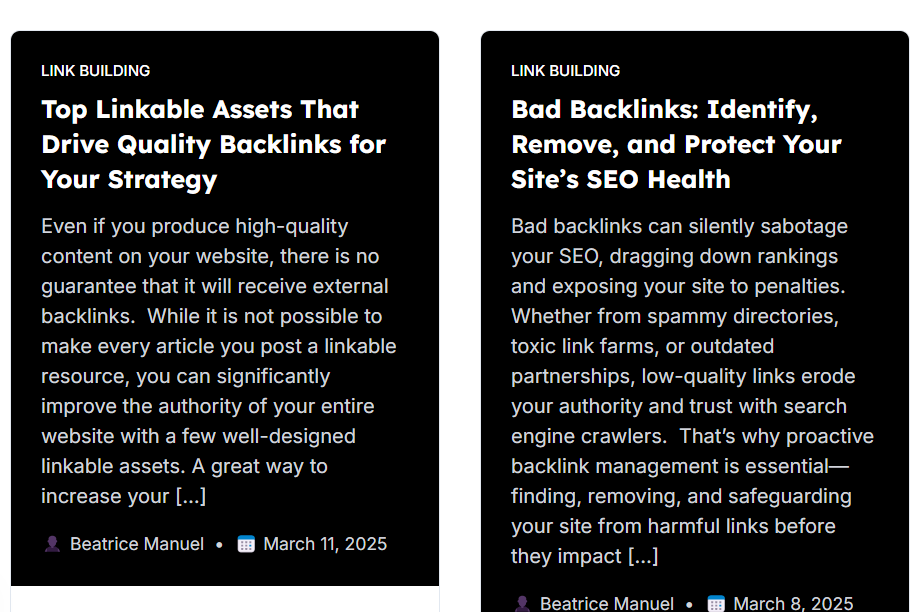 LINK BUILDING
Top Linkable Assets That
Drive Quality Backlinks for
Your Strategy
Even if you produce high-quality
content on your website, there is no
guarantee that it will receive external
backlinks.  While it is not possible to
make every article you post a linkable
resource, you can significantly
improve the authority of your entire
website with a few well-designed
linkable assets. A great way to
increase your [...]
Beatrice Manuel • March 11, 2025
LINK BUILDING
Bad Backlinks: Identify,
Remove, and Protect Your
Site’s SEO Health
Bad backlinks can silently sabotage
your SEO, dragging down rankings
and exposing your site to penalties.
Whether from spammy directories,
toxic link farms, or outdated
partnerships, low-quality links erode
your authority and trust with search
engine crawlers.  That’s why proactive
backlink management is essential—
finding, removing, and safeguarding
your site from harmful links before
they impact [...]
Beatrice Manuel • March 8, 2025